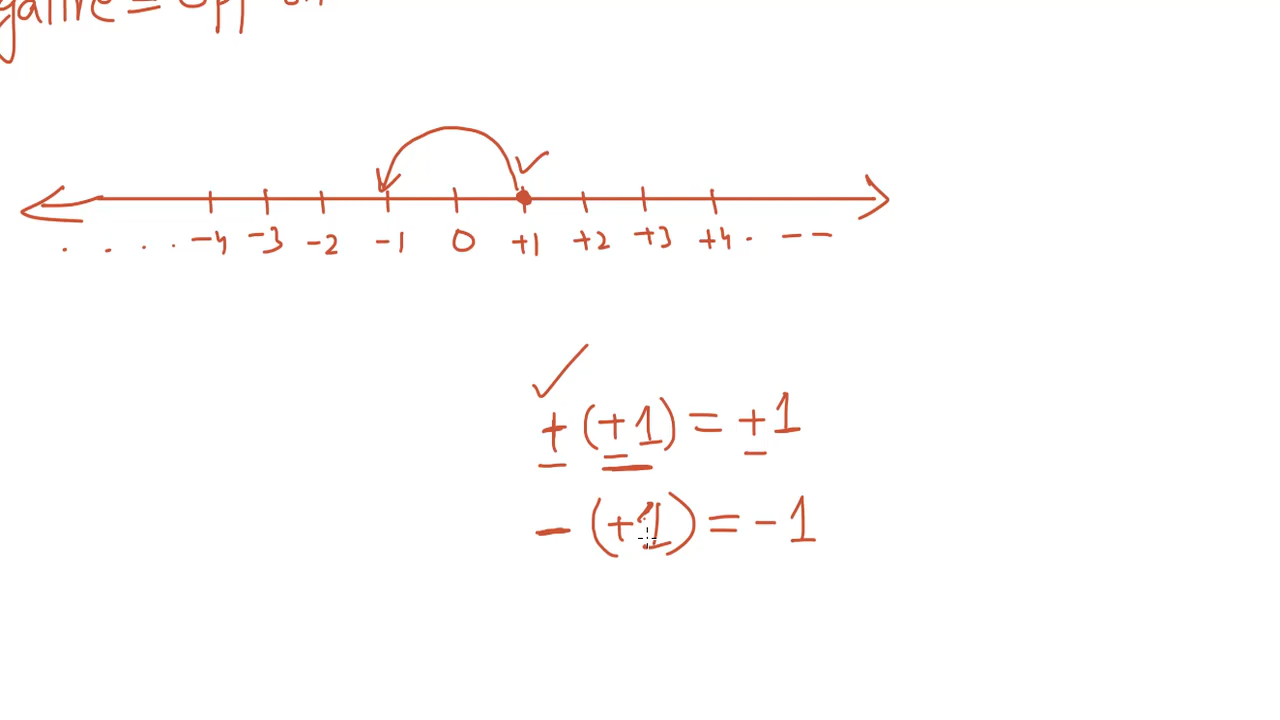 =
. . . . -4 -3 -2 -1 0 +1 +2 +3 +4 . - -
+ (+1) = +1
- (+1) = -1